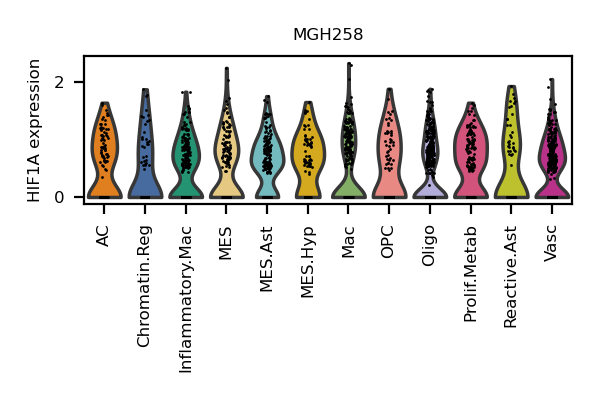 MGH258
HIF1A expression
2
0
AC
Chromatin.Reg
Inflammatory.Mac
MES
MES.Ast
MES.Hyp
Mac
OPC
Oligo
Prolif.Metab
Reactive.Ast
Vasc